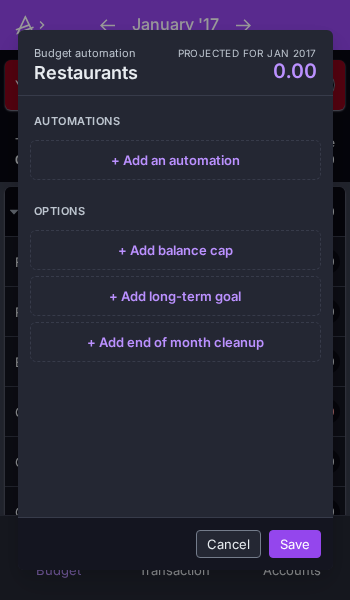 January '17
Budget automation
PROJECTED FOR JAN 2017
Restaurants
0.00
AUTOMATIONS
+ Add an automation
OPTIONS
+ Add balance cap
+ Add long-term goal
+ Add end of month cleanup
Cancel
Save
Budget
Transaction
Accounts